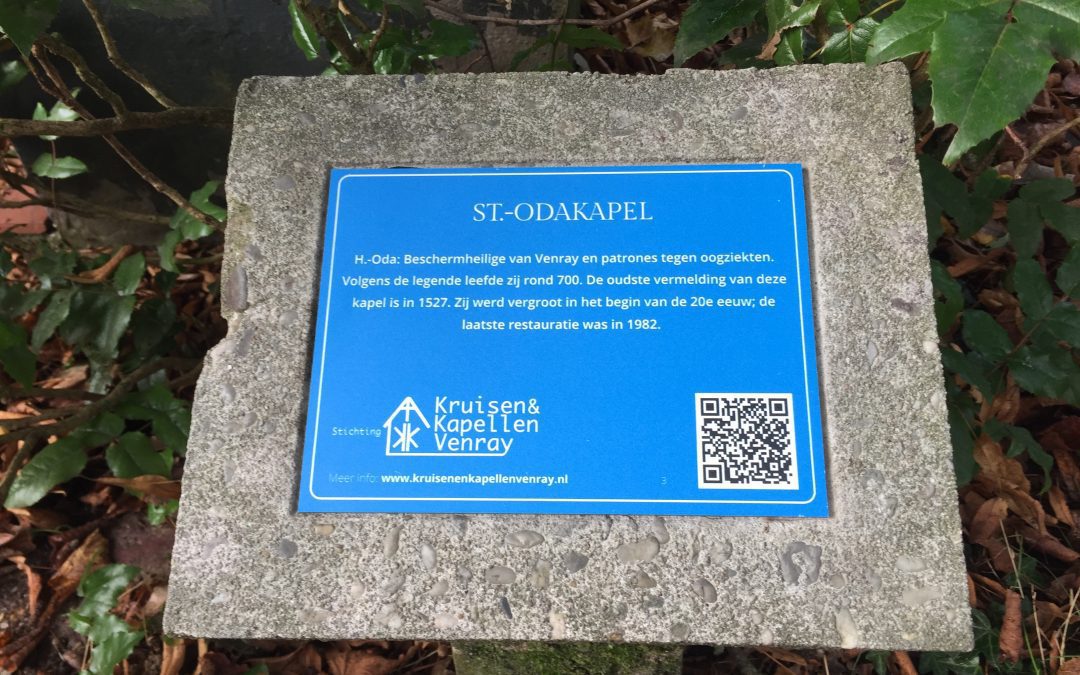 ST.-ODAKAPEL
H.-Oda: Beschermheilige van Venray en patrones tegen oogziekten.
Volgens de legende leefde zij rond 700. De oudste vermelding van deze
kapel is in 1527. Zij werd vergroot in het begin van de 20e eeuw; de
laatste restauratie was in 1982.
Stichting
Kruisen&
Kapellen
Venray
Meer info: www.kruisenenkapellenvenray.nl
3